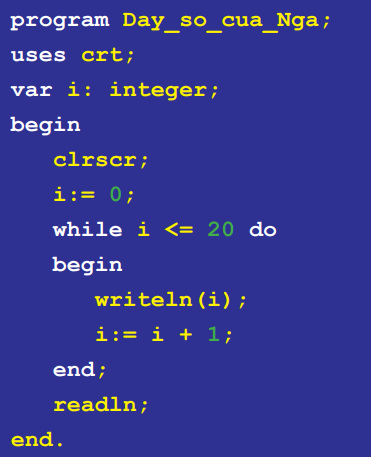 program Day_so_cua_Nga;
uses crt;
var i: integer;
begin
clrscr;
i:= 0;
while i <= 20 do
begin
writeln(i);
i:= i + 1;
end;
readln;
end.